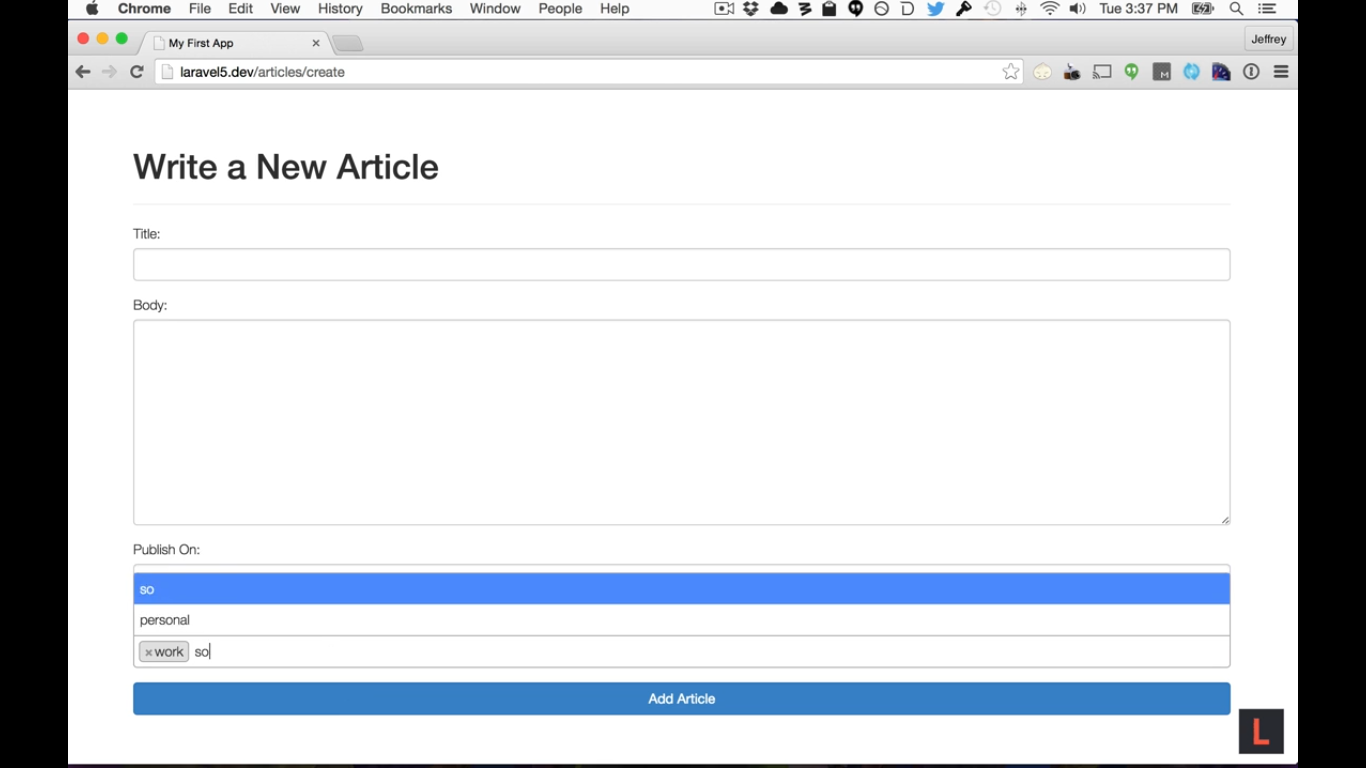 Chrome File Edit View History Bookmarks Window People Help Tue 3:37 PM
My First App Jeffrey
laravel5.dev/articles/create
Write a New Article
Title:
Body:
Publish On:
so
personal
×work so
Add Article
L